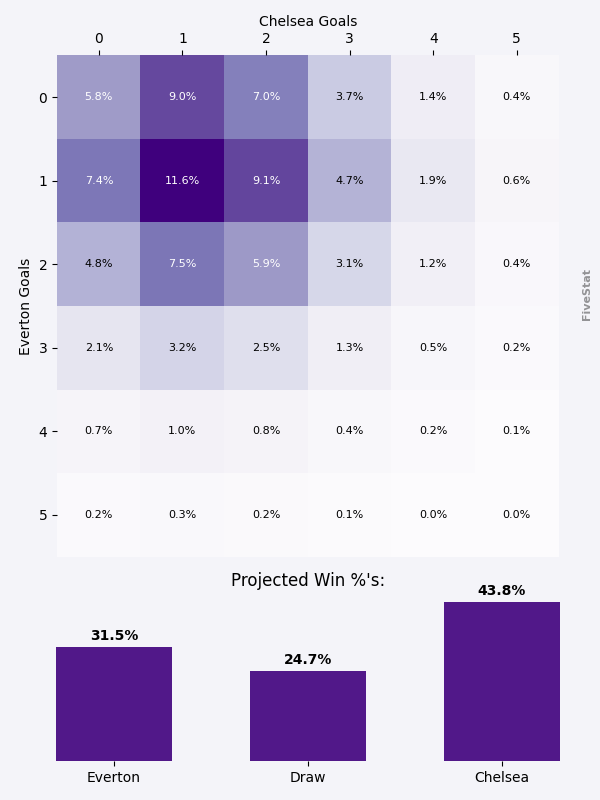 Chelsea Goals
0 1 2 3 4 5
0 5.8% 9.0% 7.0% 3.7% 1.4% 0.4%
1 7.4% 11.6% 9.1% 4.7% 1.9% 0.6%
2 4.8% 7.5% 5.9% 3.1% 1.2% 0.4%
3 2.1% 3.2% 2.5% 1.3% 0.5% 0.2%
4 0.7% 1.0% 0.8% 0.4% 0.2% 0.1%
5 0.2% 0.3% 0.2% 0.1% 0.0% 0.0%
Everton Goals
FiveStat
Projected Win %'s:
31.5% 24.7% 43.8%
Everton Draw Chelsea